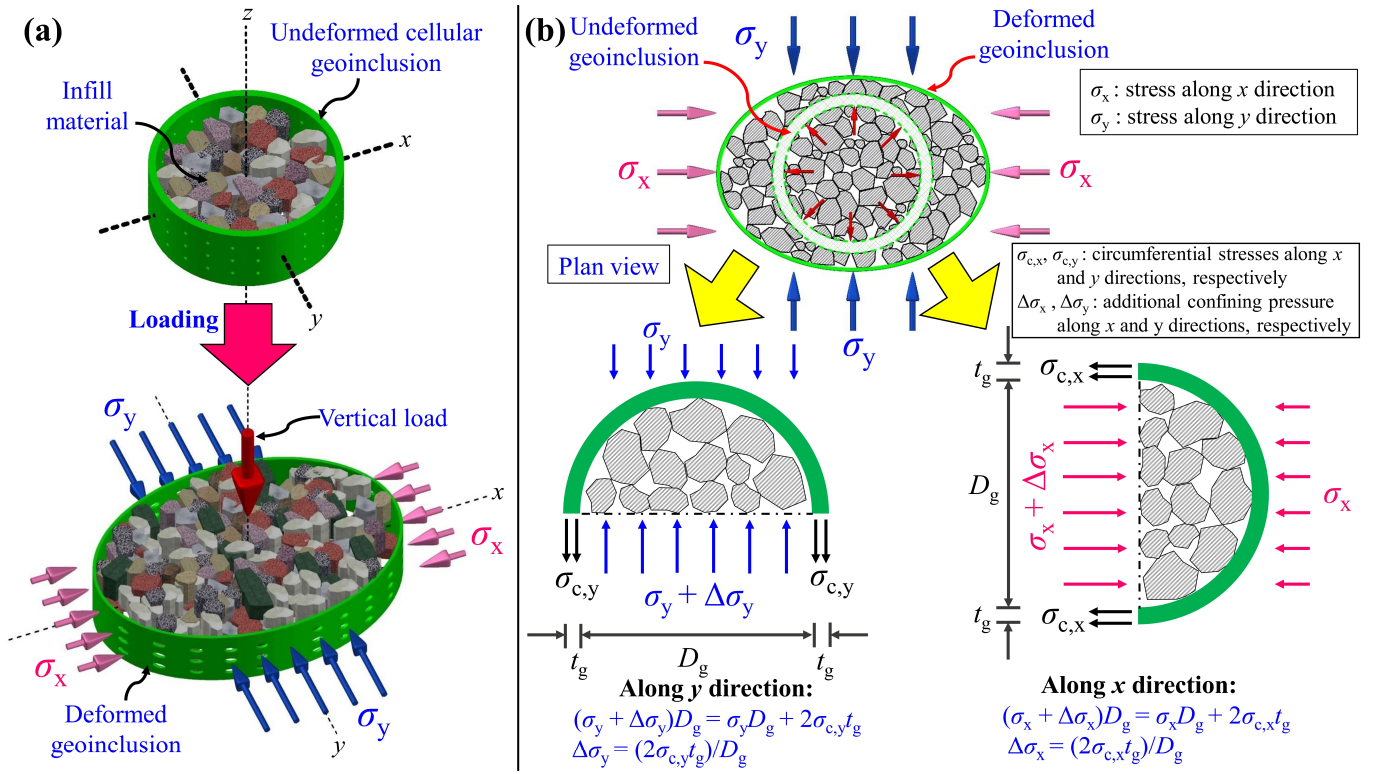 (a)
z
Undeformed cellular
geoinclusion
Infill
material
x
y
Loading
σy
Vertical load
x
σx
σx
Deformed
geoinclusion
y
σy
(b)
Undeformed
geoinclusion
σy
Deformed
geoinclusion
σx : stress along x direction
σy : stress along y direction
σx
σx
Plan view
σc,x, σc,y : circumferential stresses along x
and y directions, respectively
Δσx , Δσy : additional confining pressure
along x and y directions, respectively
σy
σy
σc,y
σc,y
σy + Δσy
tg
Dg
tg
Along y direction:
(σy + Δσy)Dg = σyDg + 2σc,ytg
Δσy = (2σc,ytg)/Dg
tg
σc,x
Dg
σx + Δσx
σx
tg
σc,x
Along x direction:
(σx + Δσx)Dg = σxDg + 2σc,xtg
Δσx = (2σc,xtg)/Dg